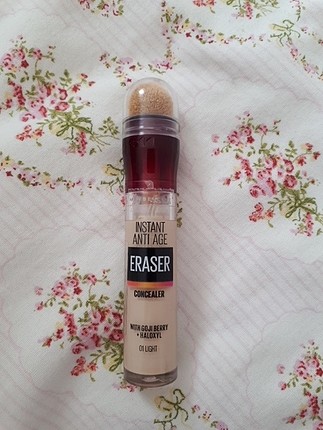 INSTANT
ANTI AGE
ERASER
CONCEALER
WITH GOJI BERRY
+ HALOXYL
01 LIGHT